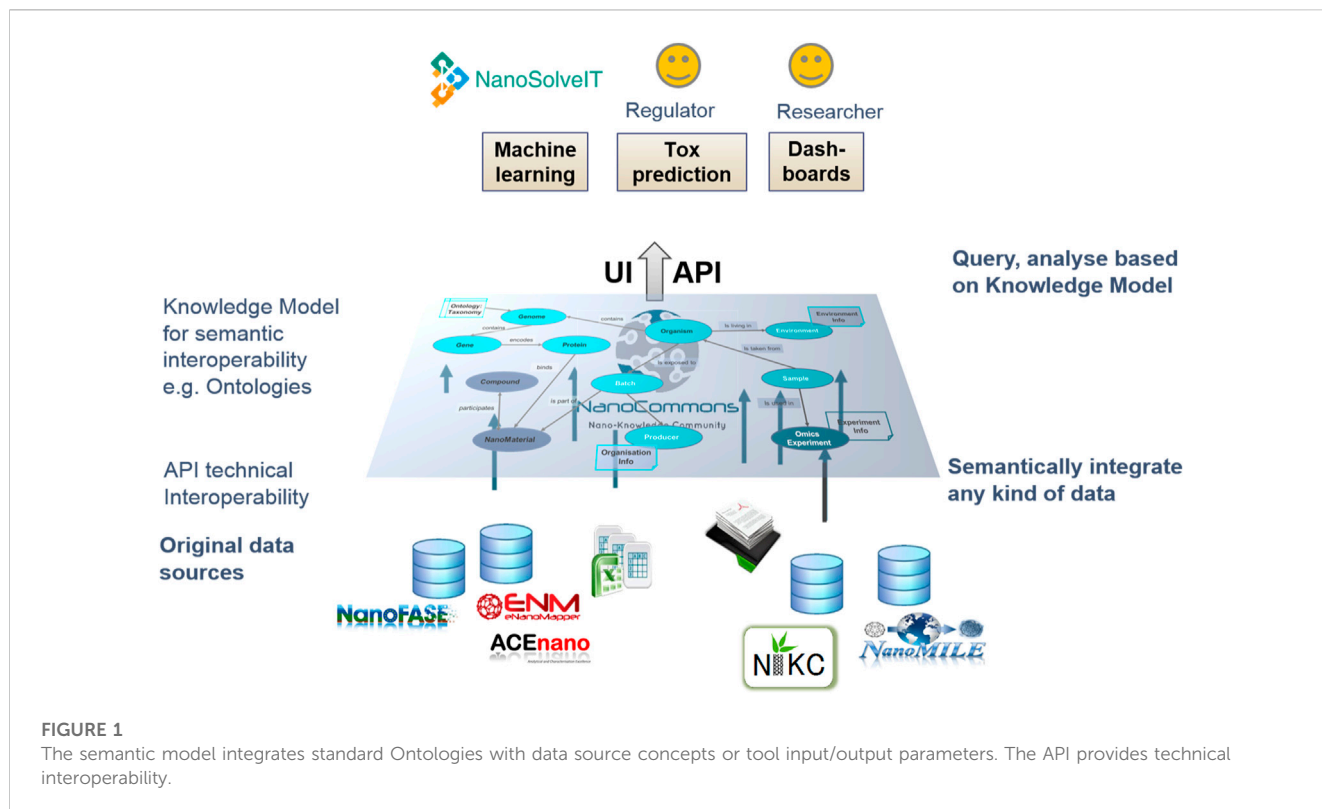 NanoSolveIT
Regulator
Researcher
Machine
learning
Tox
prediction
Dash-
boards
UI
API
Query, analyse based
on Knowledge Model
Knowledge Model
for semantic
interoperability
e.g. Ontologies
Ontology:
Taxonomy
Genome
contains
contains
Organism
Is living in
Environment
Environment
Info
Gene
encodes
Protein
Is taken from
Is exposed to
binds
Compound
Batch
Sample
participates
is part of
NanoCommons
Is used in
Nano-Knowledge Community
NanoMaterial
Producer
Organisation
Info
Omics
Experiment
Experiment
Info
API technical
Interoperability
Semantically integrate
any kind of data
Original data
sources
NanoFASE
ENM
eNanoMapper
ACEnano
NIKC
NanoMILE
FIGURE 1
The semantic model integrates standard Ontologies with data source concepts or tool input/output parameters. The API provides technical
interoperability.